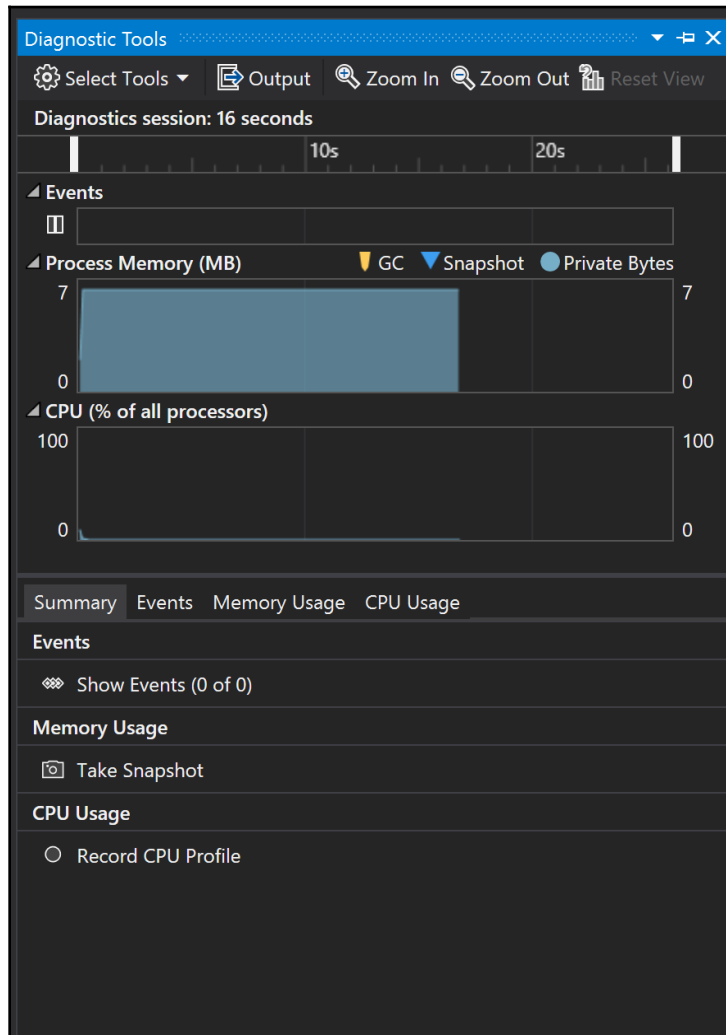 Diagnostic Tools
Select Tools Output Zoom In Zoom Out Reset View
Diagnostics session: 16 seconds
10s 20s
Events
Process Memory (MB) GC Snapshot Private Bytes
7 7
0 0
CPU (% of all processors)
100 100
0 0
Summary Events Memory Usage CPU Usage
Events
Show Events (0 of 0)
Memory Usage
Take Snapshot
CPU Usage
Record CPU Profile